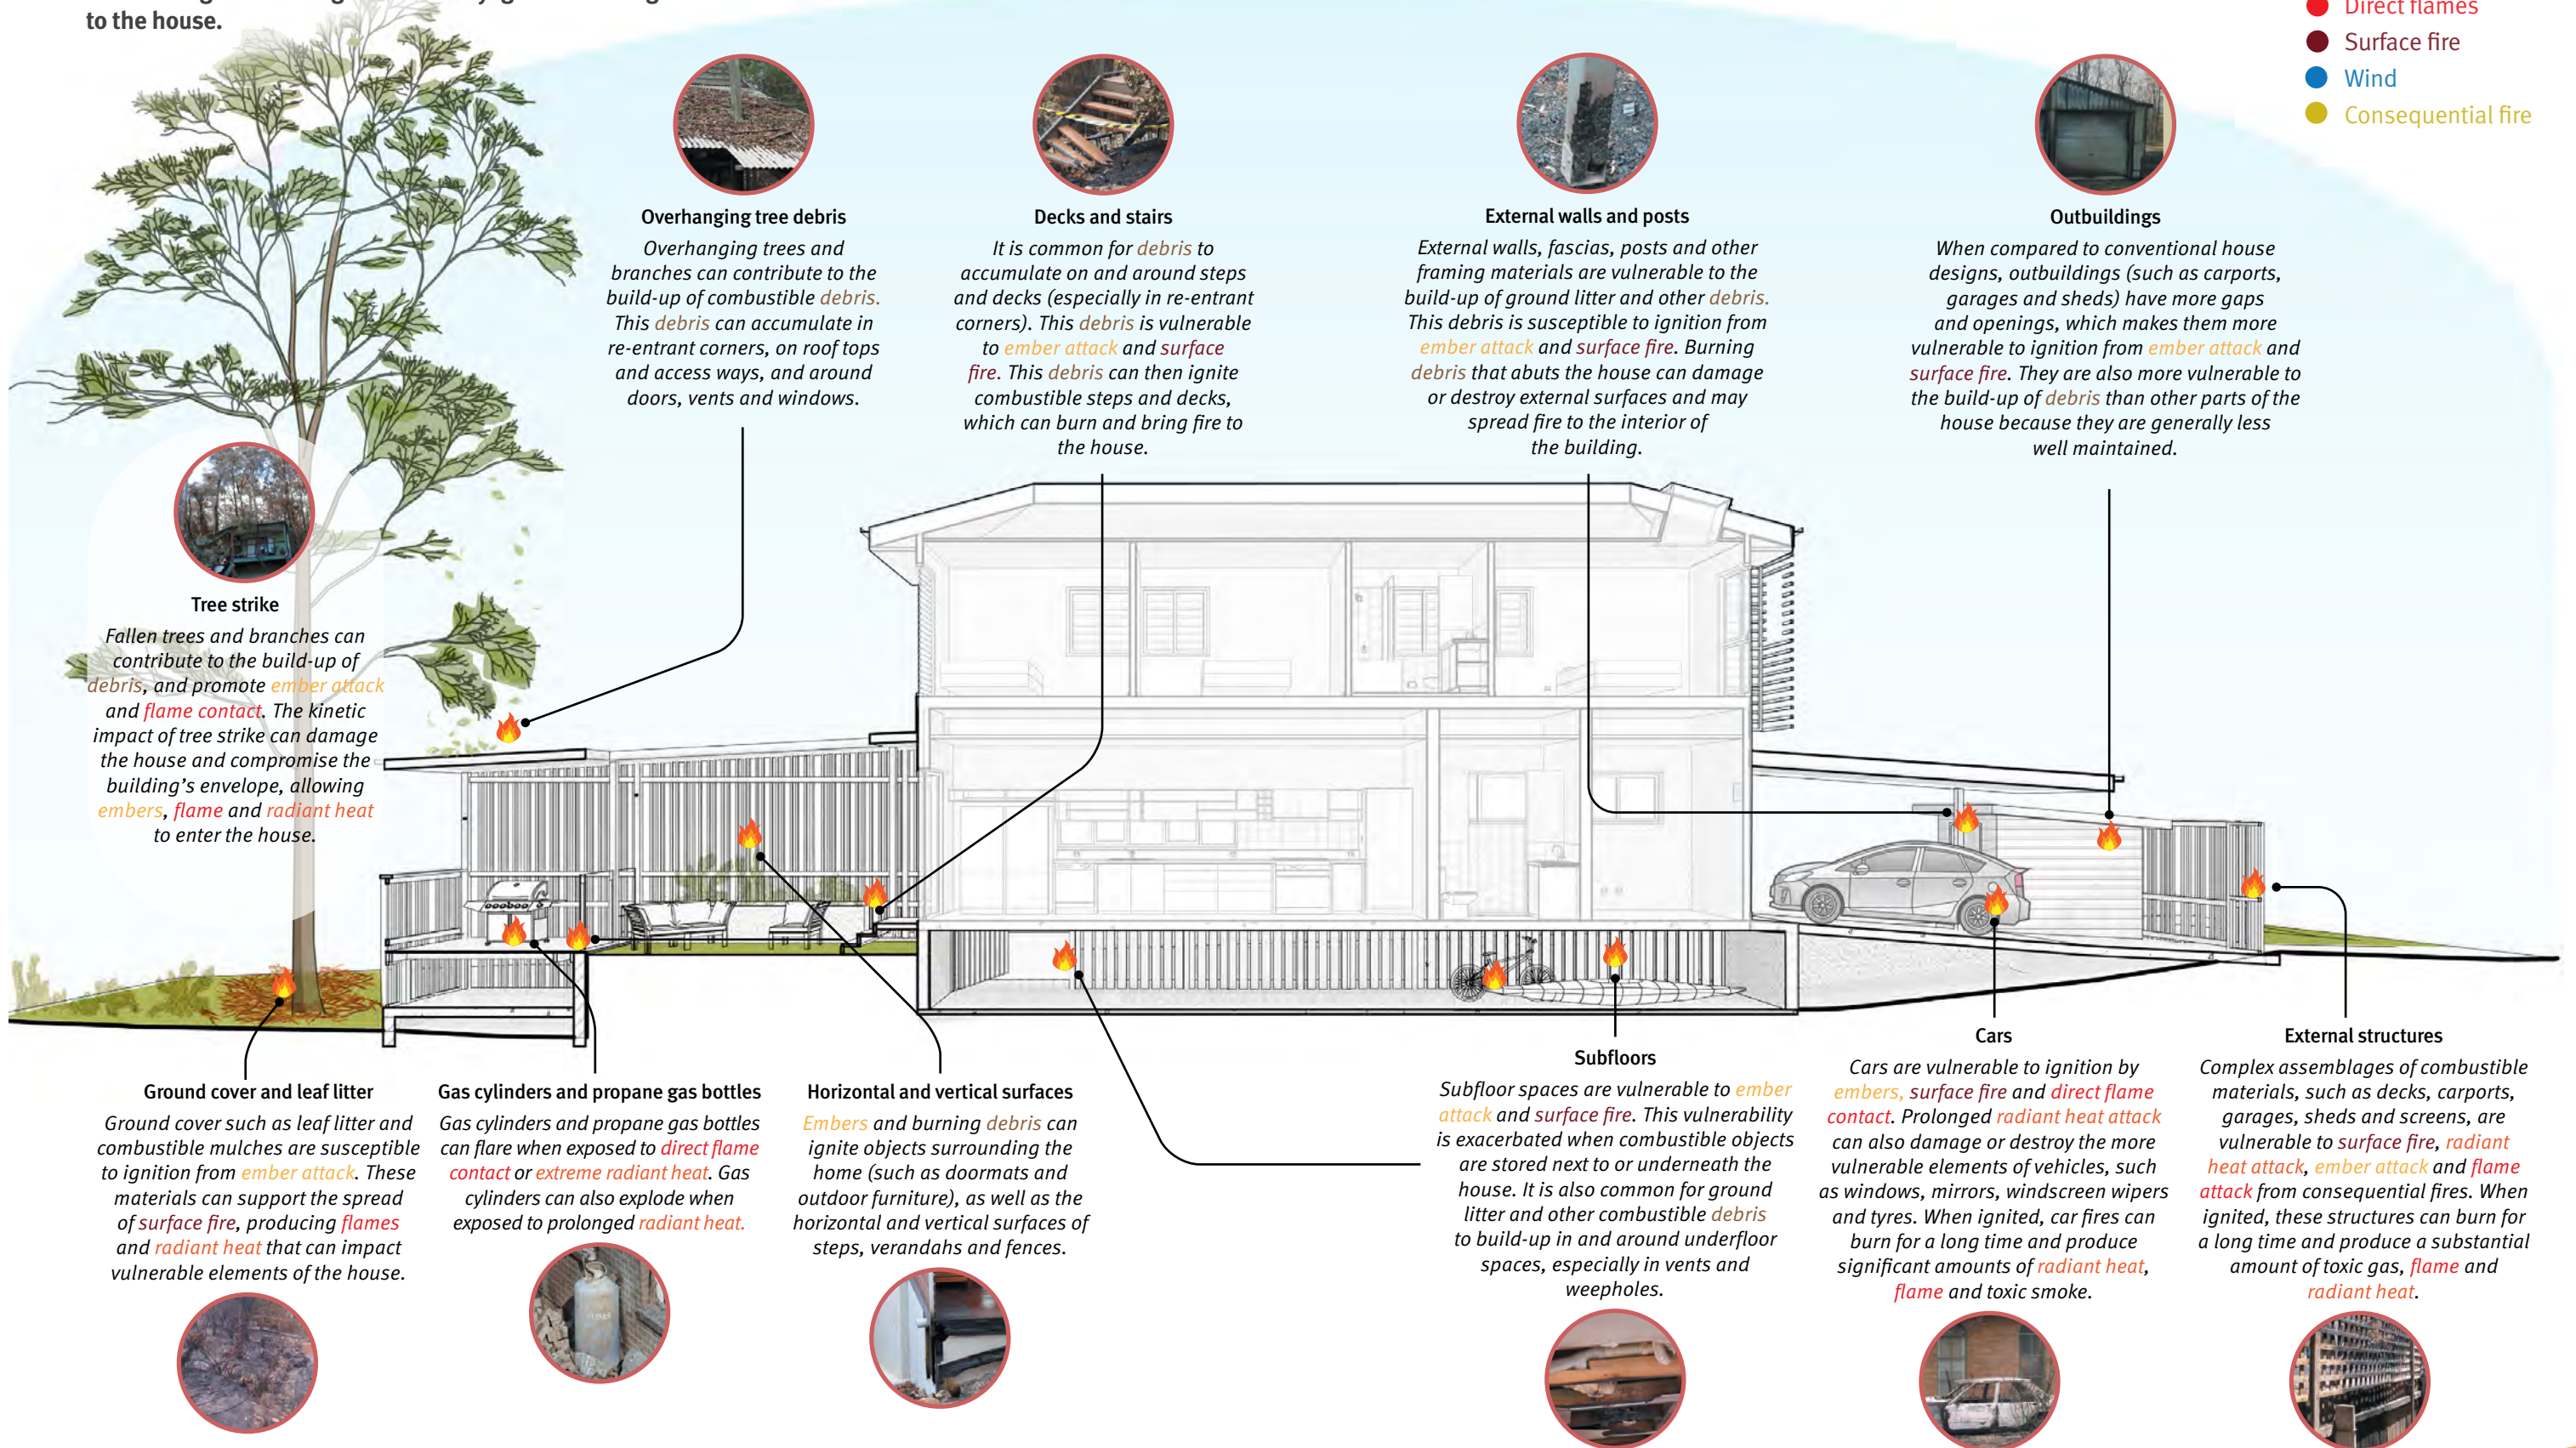 to the house.
Direct flames
Surface fire
Wind
Consequential fire
Overhanging tree debris
Overhanging trees and
branches can contribute to the
build-up of combustible debris.
This debris can accumulate in
re-entrant corners, on roof tops
and access ways, and around
doors, vents and windows.
Decks and stairs
It is common for debris to
accumulate on and around steps
and decks (especially in re-entrant
corners). This debris is vulnerable
to ember attack and surface
fire. This debris can then ignite
combustible steps and decks,
which can burn and bring fire to
the house.
External walls and posts
External walls, fascias, posts and other
framing materials are vulnerable to the
build-up of ground litter and other debris.
This debris is susceptible to ignition from
ember attack and surface fire. Burning
debris that abuts the house can damage
or destroy external surfaces and may
spread fire to the interior of
the building.
Outbuildings
When compared to conventional house
designs, outbuildings (such as carports,
garages and sheds) have more gaps
and openings, which makes them more
vulnerable to ignition from ember attack and
surface fire. They are also more vulnerable to
the build-up of debris than other parts of the
house because they are generally less
well maintained.
Tree strike
Fallen trees and branches can
contribute to the build-up of
debris, and promote ember attack
and flame contact. The kinetic
impact of tree strike can damage
the house and compromise the
building's envelope, allowing
embers, flame and radiant heat
to enter the house.
Ground cover and leaf litter
Ground cover such as leaf litter and
combustible mulches are susceptible
to ignition from ember attack. These
materials can support the spread
of surface fire, producing flames
and radiant heat that can impact
vulnerable elements of the house.
Gas cylinders and propane gas bottles
Gas cylinders and propane gas bottles
can flare when exposed to direct flame
contact or extreme radiant heat. Gas
cylinders can also explode when
exposed to prolonged radiant heat.
Horizontal and vertical surfaces
Embers and burning debris can
ignite objects surrounding the
home (such as doormats and
outdoor furniture), as well as the
horizontal and vertical surfaces of
steps, verandahs and fences.
Subfloors
Subfloor spaces are vulnerable to ember
attack and surface fire. This vulnerability
is exacerbated when combustible objects
are stored next to or underneath the
house. It is also common for ground
litter and other combustible debris
to build-up in and around underfloor
spaces, especially in vents and
weepholes.
Cars
Cars are vulnerable to ignition by
embers, surface fire and direct flame
contact. Prolonged radiant heat attack
can also damage or destroy the more
vulnerable elements of vehicles, such
as windows, mirrors, windscreen wipers
and tyres. When ignited, car fires can
burn for a long time and produce
significant amounts of radiant heat,
flame and toxic smoke.
External structures
Complex assemblages of combustible
materials, such as decks, carports,
garages, sheds and screens, are
vulnerable to surface fire, radiant
heat attack, ember attack and flame
attack from consequential fires. When
ignited, these structures can burn for
a long time and produce a substantial
amount of toxic gas, flame and
radiant heat.